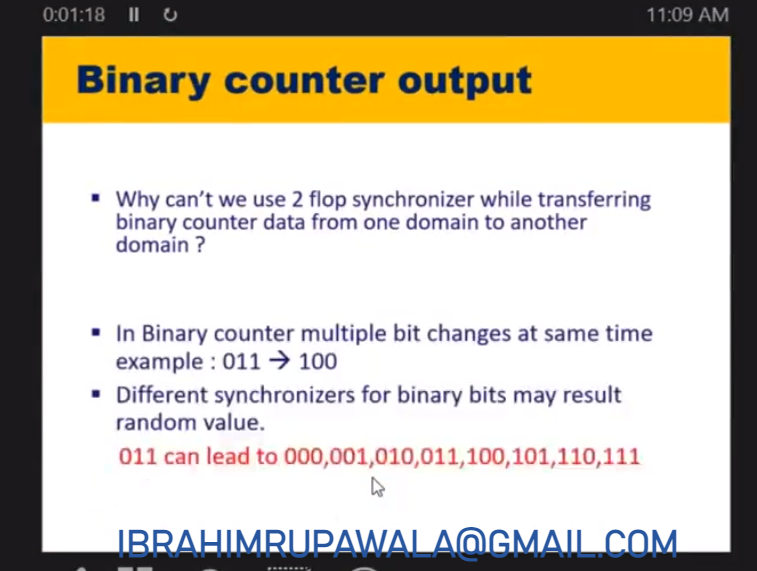 0:01:18
11:09 AM
Binary counter output
▪ Why can't we use 2 flop synchronizer while transferring
binary counter data from one domain to another
domain ?
▪ In Binary counter multiple bit changes at same time
example : 011 → 100
▪ Different synchronizers for binary bits may result
random value.
011 can lead to 000,001,010,011,100,101,110,111
IBRAHIMRUPAWALA@GMAIL.COM